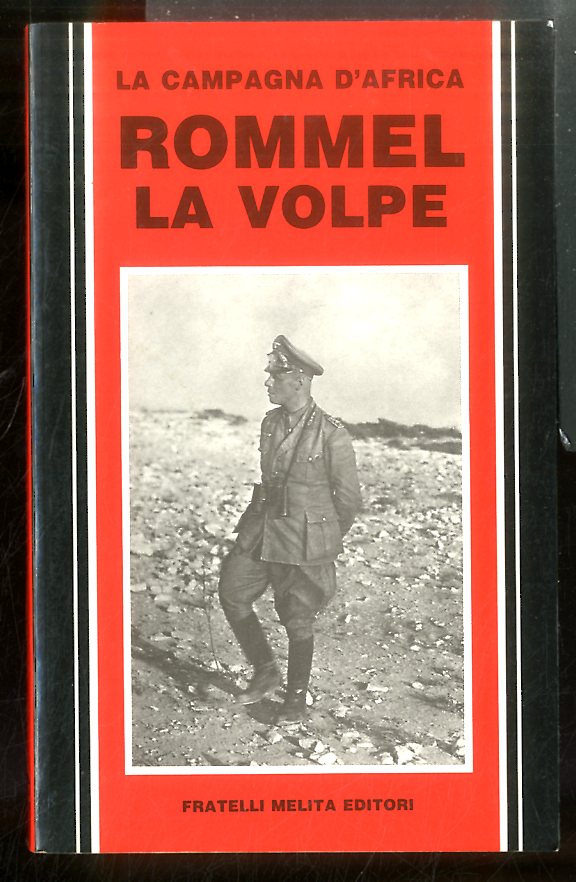 LA CAMPAGNA D'AFRICA
ROMMEL
LA VOLPE
FRATELLI MELITA EDITORI